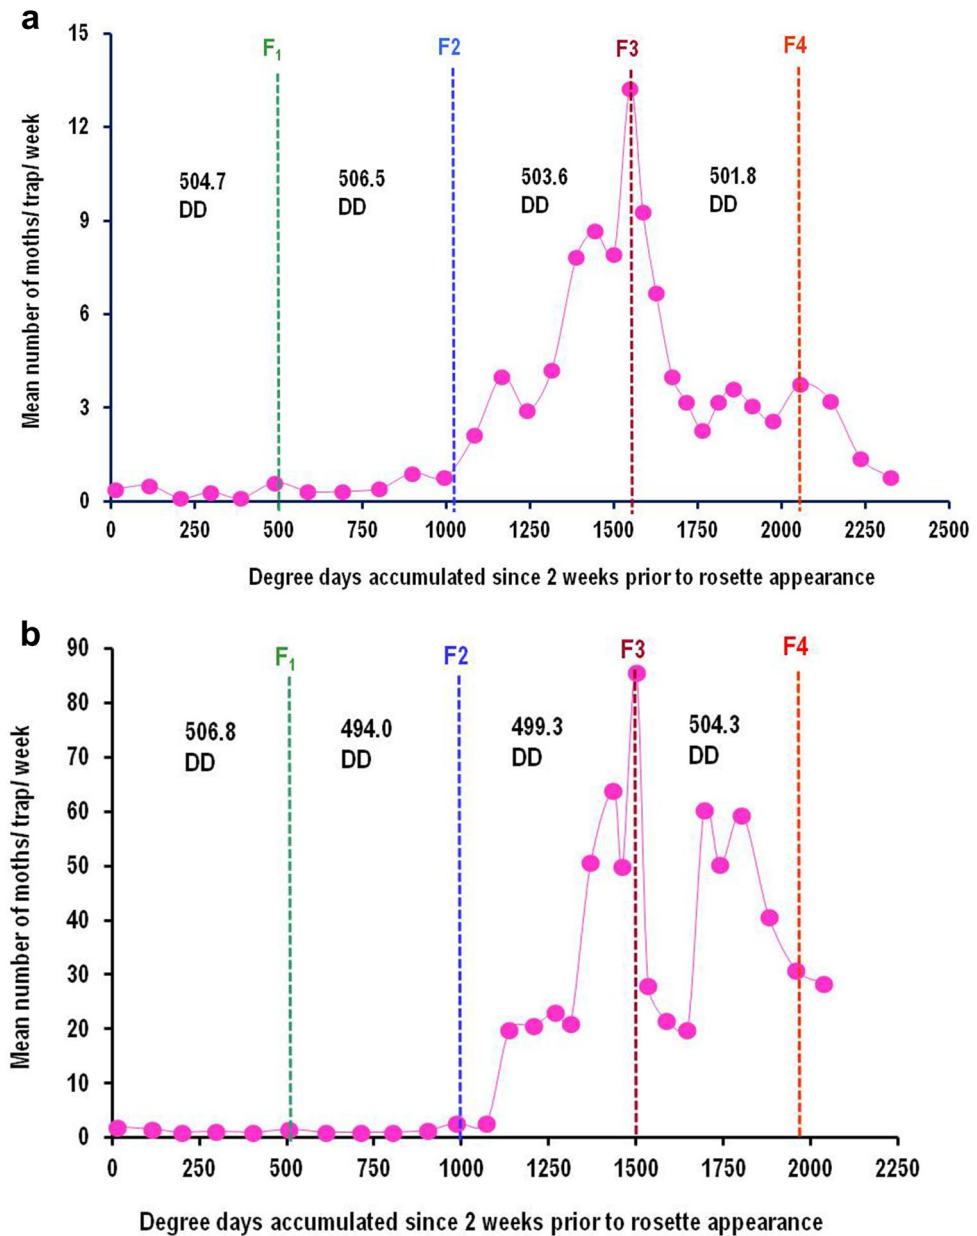 a
15
12
9
6
3
0
Mean number of moths/ trap/ week
F1
F2
F3
F4
504.7
DD
506.5
DD
503.6
DD
501.8
DD
0 250 500 750 1000 1250 1500 1750 2000 2250 2500
Degree days accumulated since 2 weeks prior to rosette appearance
b
90
80
70
60
50
40
30
20
10
0
Mean number of moths/ trap/ week
F1
F2
F3
F4
506.8
DD
494.0
DD
499.3
DD
504.3
DD
0 250 500 750 1000 1250 1500 1750 2000 2250
Degree days accumulated since 2 weeks prior to rosette appearance